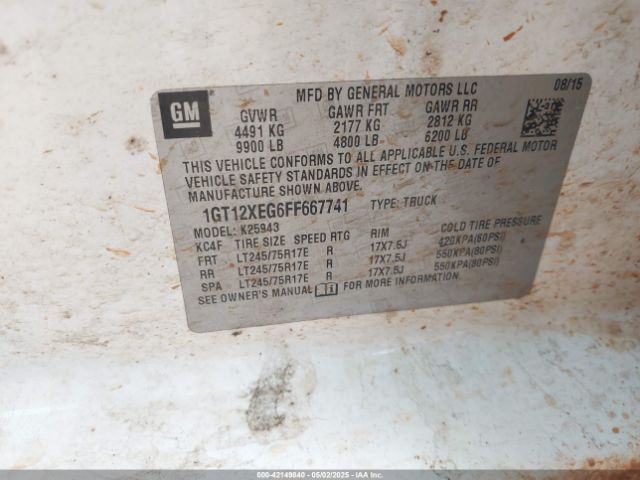 MFD BY GENERAL MOTORS LLC 08/15
GM
GVWR GAWR FRT GAWR RR
4491 KG 2177 KG 2812 KG
9900 LB 4800 LB 6200 LB
THIS VEHICLE CONFORMS TO ALL APPLICABLE U.S. FEDERAL MOTOR
VEHICLE SAFETY STANDARDS IN EFFECT ON THE DATE OF
MANUFACTURE SHOWN ABOVE.
1GT12XEG6FF667741 TYPE: TRUCK
MODEL: K25943
KC4F TIRE SIZE SPEED RTG RIM COLD TIRE PRESSURE
FRT LT245/75R17E R 17X7.5J 420KPA(60PSI)
RR LT245/75R17E R 17X7.5J 550KPA(80PSI)
SPA LT245/75R17E R 17X7.5J 550KPA(80PSI)
SEE OWNER'S MANUAL FOR MORE INFORMATION.
000-42149840 - 05/02/2025 - IAA, Inc.